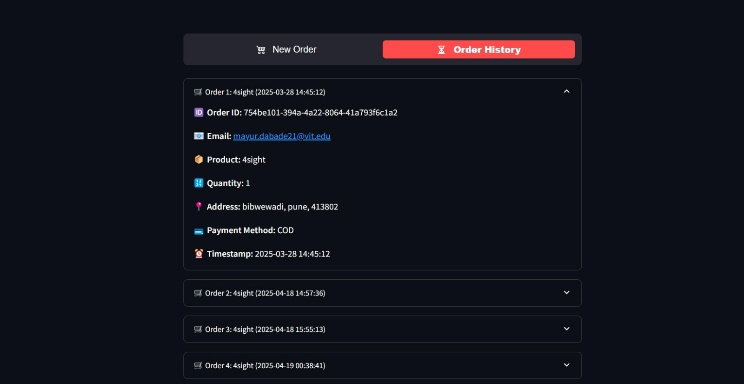 New Order
Order History
Order 1: 4sight (2025-03-28 14:45:12)
ID Order ID: 754be101-394a-4a22-8064-41a793f6c1a2
Email: mayur.dabade21@vit.edu
Product: 4sight
Quantity: 1
Address: bibwewadi, pune, 413802
Payment Method: COD
Timestamp: 2025-03-28 14:45:12
Order 2: 4sight (2025-04-18 14:57:36)
Order 3: 4sight (2025-04-18 15:55:13)
Order 4: 4sight (2025-04-19 00:38:41)